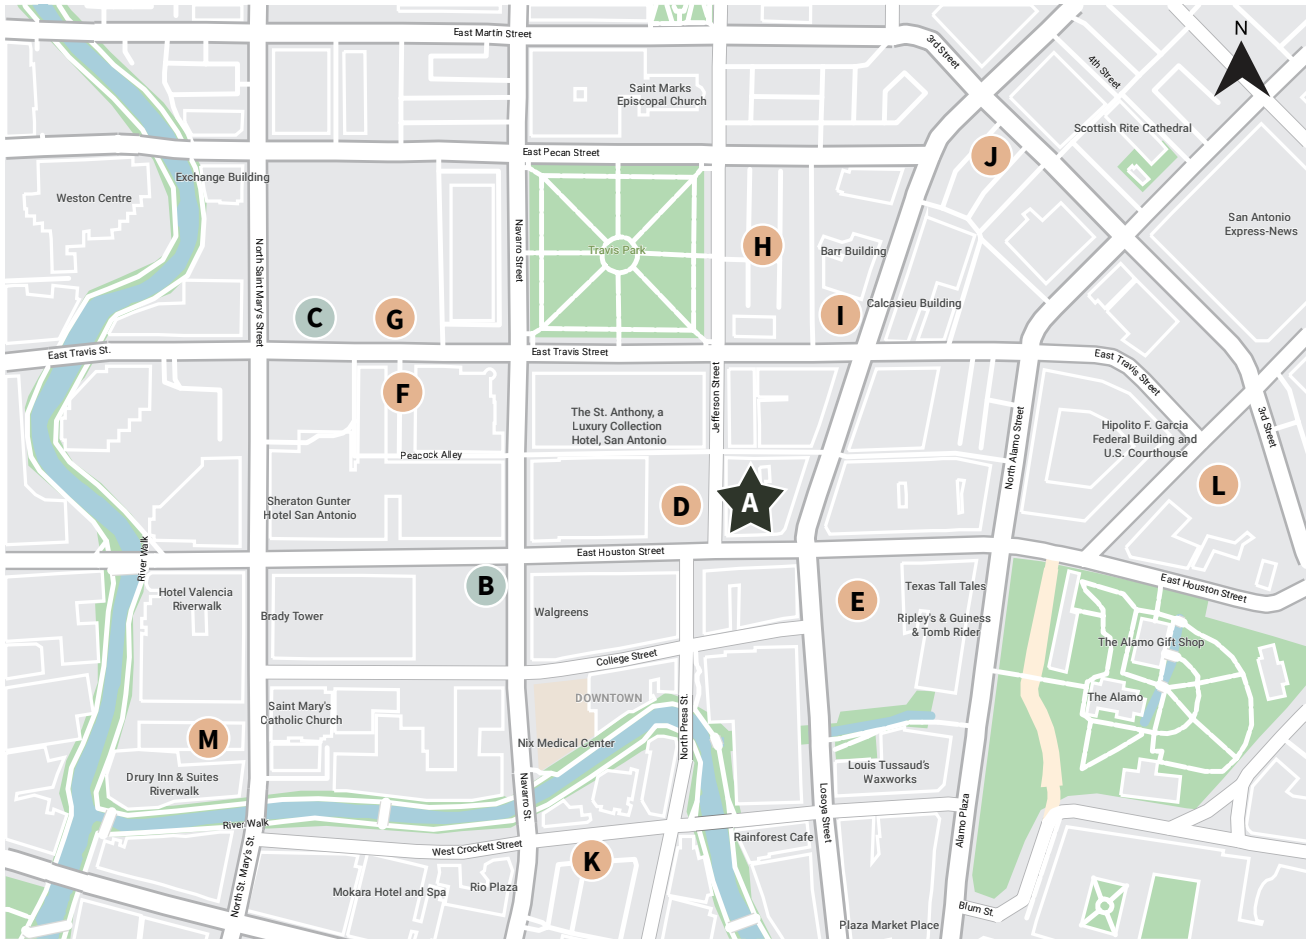 East Martin Street
3rd Street
N
4th Street
Saint Marks
Episcopal Church
Scottish Rite Cathedral
East Pecan Street
J
Exchange Building
Weston Centre
San Antonio
Express-News
North Saint Mary's Street
Navarro Street
Travis Park
H
Barr Building
C
G
I
Calcasieu Building
East Travis St.
East Travis Street
East Travis Street
F
Jefferson Street
The St. Anthony, a
Luxury Collection
Hotel, San Antonio
North Alamo Street
Hipolito F. Garcia
Federal Building and
U.S. Courthouse
3rd Street
Peacock Alley
L
Sheraton Gunter
Hotel San Antonio
D
A
River Walk
East Houston Street
B
Hotel Valencia
Riverwalk
Brady Tower
Walgreens
E
Texas Tall Tales
Ripley's & Guiness
& Tomb Rider
East Houston Street
The Alamo Gift Shop
College Street
The Alamo
DOWNTOWN
Saint Mary's
Catholic Church
M
North Presa St.
Nix Medical Center
Drury Inn & Suites
Riverwalk
Navarro St.
Louis Tussaud's
Waxworks
Losoya Street
Alamo Plaza
River Walk
Rainforest Cafe
North St. Mary's St.
West Crockett Street
K
Mokara Hotel and Spa
Rio Plaza
Blum St.
Plaza Market Place